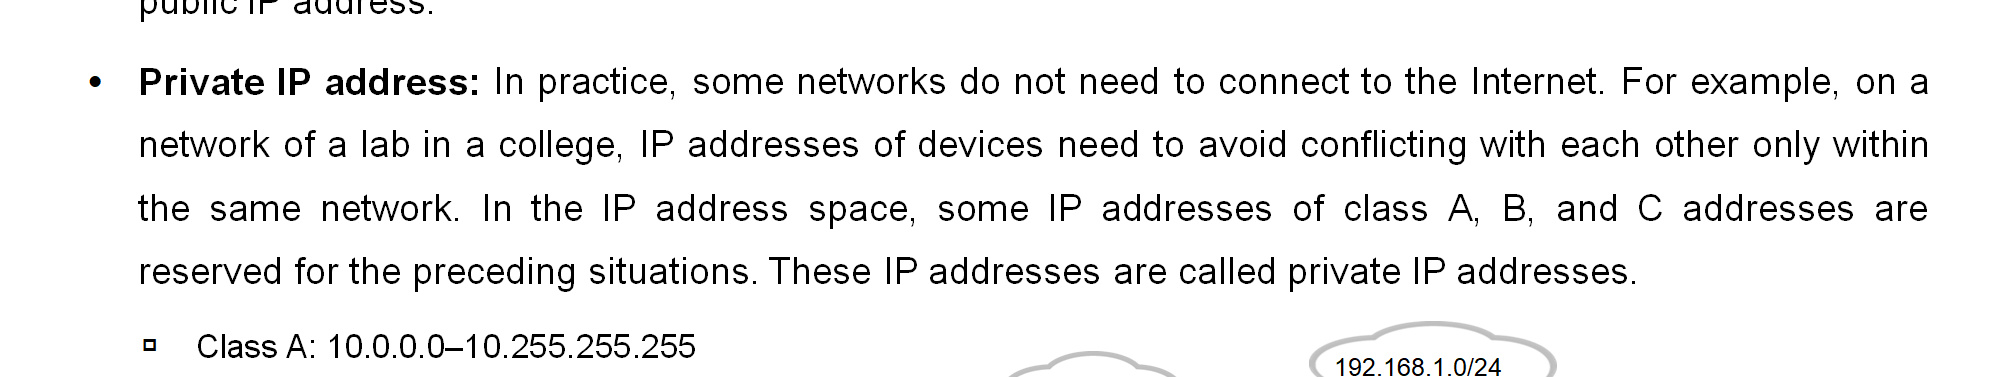 public IP address.
• Private IP address: In practice, some networks do not need to connect to the Internet. For example, on a
network of a lab in a college, IP addresses of devices need to avoid conflicting with each other only within
the same network. In the IP address space, some IP addresses of class A, B, and C addresses are
reserved for the preceding situations. These IP addresses are called private IP addresses.
▫ Class A: 10.0.0.0–10.255.255.255
192.168.1.0/24